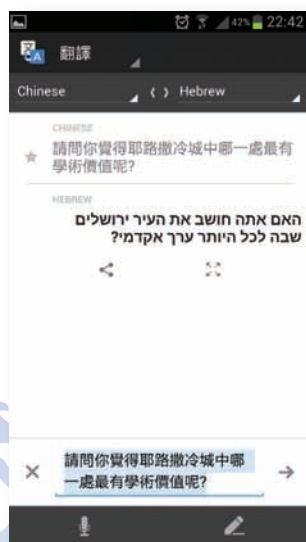 42% 22:42
翻譯
Chinese Hebrew
CHINESE
請問你覺得耶路撒冷城中哪一處最有
學術價值呢?
HEBREW
האם אתה חושב את העיר ירושלים
שבה לכל היותר ערך אקדמי?
請問你覺得耶路撒冷城中哪
一處最有學術價值呢?